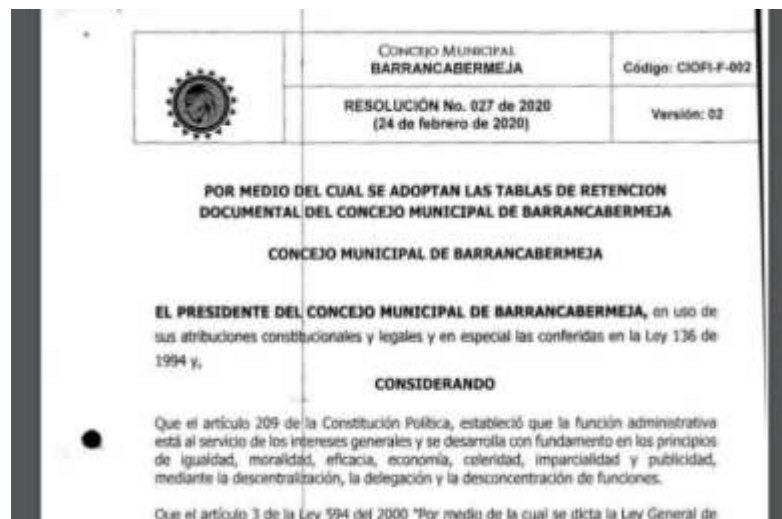 CONCEJO MUNICIPAL
BARRANCABERMEJA
Código: CIOFI-F-002
RESOLUCIÓN No. 027 de 2020
(24 de febrero de 2020)
Versión: 02
POR MEDIO DEL CUAL SE ADOPTAN LAS TABLAS DE RETENCION
DOCUMENTAL DEL CONCEJO MUNICIPAL DE BARRANCABERMEJA
CONCEJO MUNICIPAL DE BARRANCABERMEJA
EL PRESIDENTE DEL CONCEJO MUNICIPAL DE BARRANCABERMEJA, en uso de
sus atribuciones constitucionales y legales y en especial las conferidas en la Ley 136 de
1994 y,
CONSIDERANDO
Que el artículo 209 de la Constitución Política, estableció que la función administrativa
está al servicio de los intereses generales y se desarrolla con fundamento en los principios
de igualdad, moralidad, eficacia, economía, celeridad, imparcialidad y publicidad,
mediante la descentralización, la delegación y la desconcentración de funciones.
Que el artículo 3 de la Ley 594 del 2000 "Por medio de la cual se dicta la Ley General de